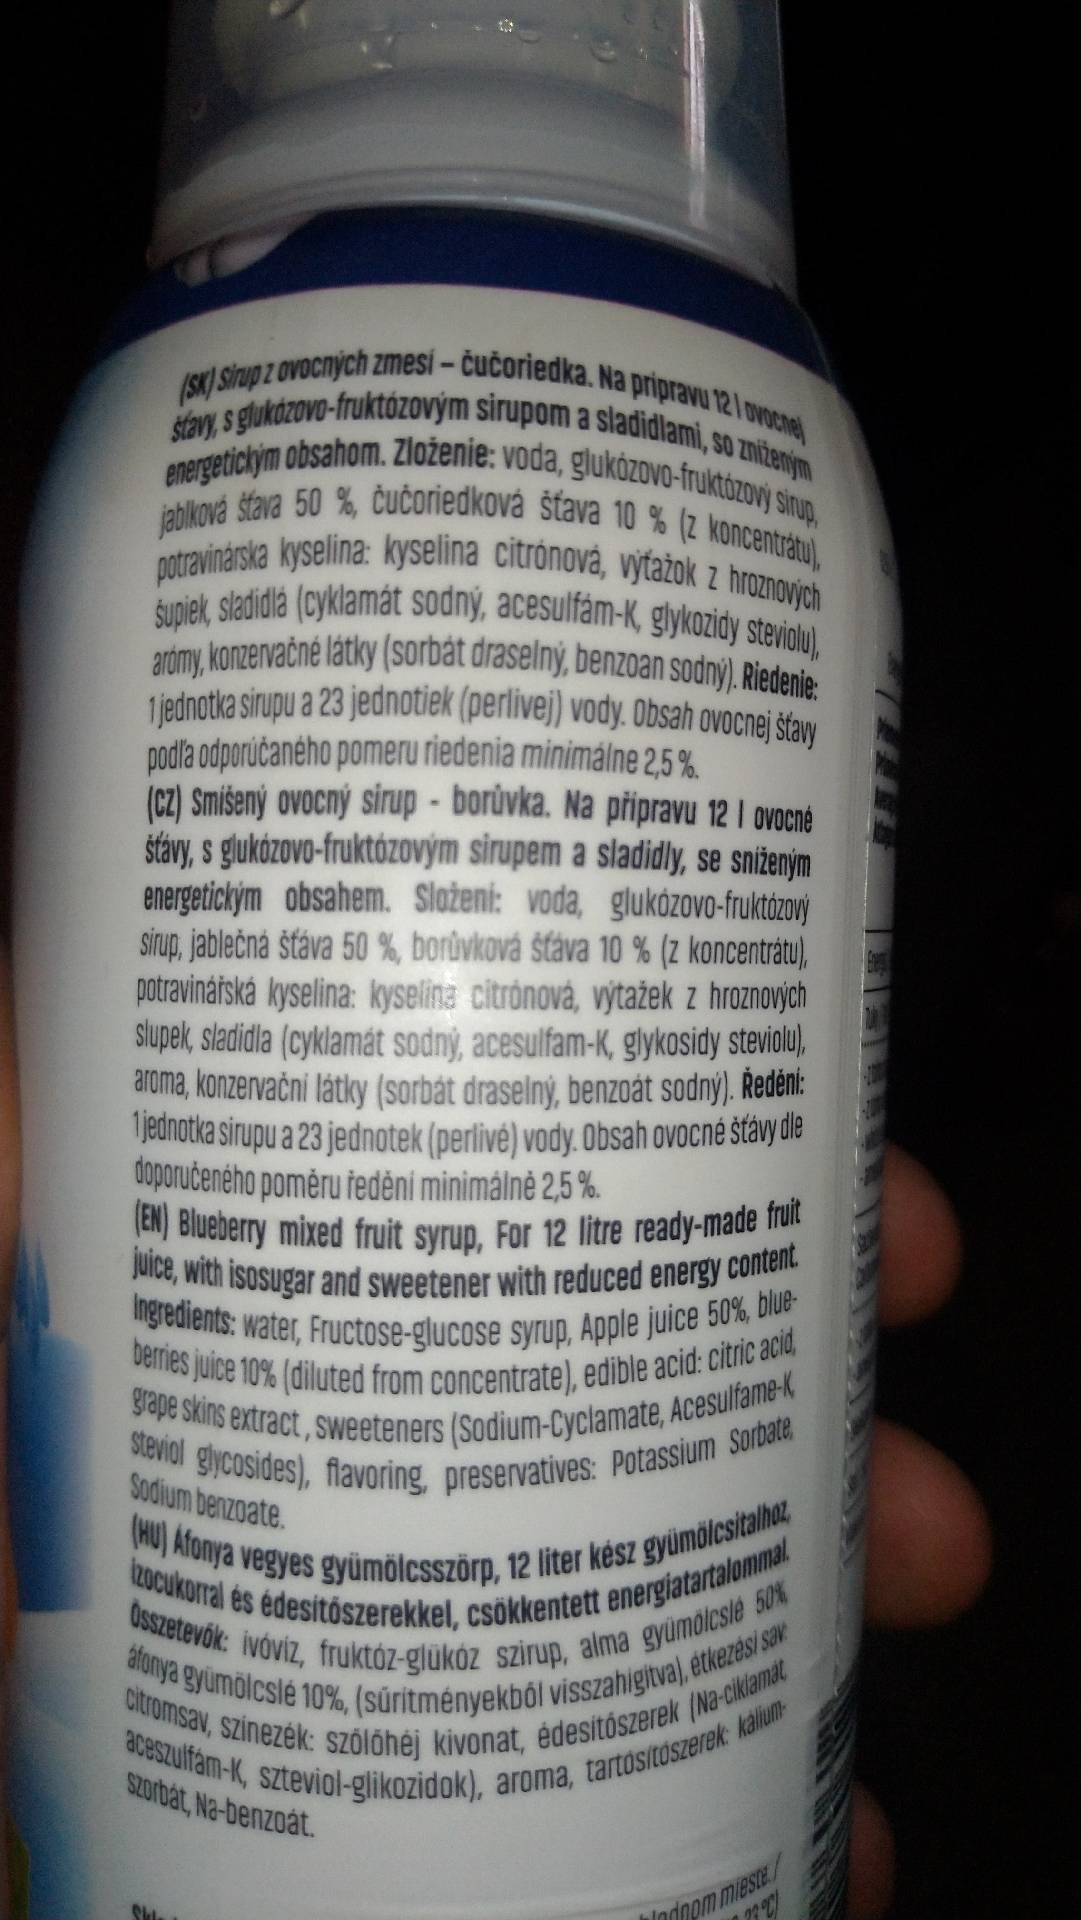 (SK) Sirup z ovocných zmesí – čučoriedka. Na prípravu 12 l ovocnej
šťavy, s glukózovo-fruktózovým sirupom a sladidlami, so zníženým
energetickým obsahom. Zloženie: voda, glukózovo-fruktózový sirup,
jablková šťava 50 %, čučoriedková šťava 10 % (z koncentrátu),
potravinárska kyselina: kyselina citrónová, výťažok z hroznových
šupiek, sladidlá (cyklamát sodný, acesulfám-K, glykozidy steviolu),
arómy, konzervačné látky (sorbát draselný, benzoan sodný). Riedenie:
1 jednotka sirupu a 23 jednotiek (perlivej) vody. Obsah ovocnej šťavy
podľa odporúčaného pomeru riedenia minimálne 2,5 %.
(CZ) Smíšený ovocný sirup - borůvka. Na přípravu 12 l ovocné
šťávy, s glukózovo-fruktózovým sirupem a sladidly, se sníženým
energetickým obsahem. Složení: voda, glukózovo-fruktózový
sirup, jablečná šťáva 50 %, borůvková šťáva 10 % (z koncentrátu),
potravinářská kyselina: kyselina citrónová, výtažek z hroznových
slupek, sladidla (cyklamát sodný, acesulfam-K, glykosidy steviolu),
aroma, konzervační látky (sorbát draselný, benzoát sodný). Ředění:
1 jednotka sirupu a 23 jednotek (perlivé) vody. Obsah ovocné šťávy dle
doporučeného poměru ředění minimálně 2,5 %.
(EN) Blueberry mixed fruit syrup, For 12 litre ready-made fruit
juice, with isosugar and sweetener with reduced energy content.
Ingredients: water, Fructose-glucose syrup, Apple juice 50%, blue-
berries juice 10% (diluted from concentrate), edible acid: citric acid,
grape skins extract , sweeteners (Sodium-Cyclamate, Acesulfame-K,
steviol glycosides), flavoring, preservatives: Potassium Sorbate,
Sodium benzoate.
(HU) Áfonya vegyes gyümölcsszörp, 12 liter kész gyümölcsitalhoz,
izocukorral és édesítőszerekkel, csökkentett energiatartalommal.
Összetevők: ivóvíz, fruktóz-glükóz szirup, alma gyümölcslé 50%,
áfonya gyümölcslé 10%, (sűrítményekből visszahígítva), étkezési sav:
citromsav, színezék: szőlőhéj kivonat, édesítőszerek (Na-ciklamát,
aceszulfám-K, szteviol-glikozidok), aroma, tartósítószerek: kálium-
szorbát, Na-benzoát.
mieste. /
23 °C)